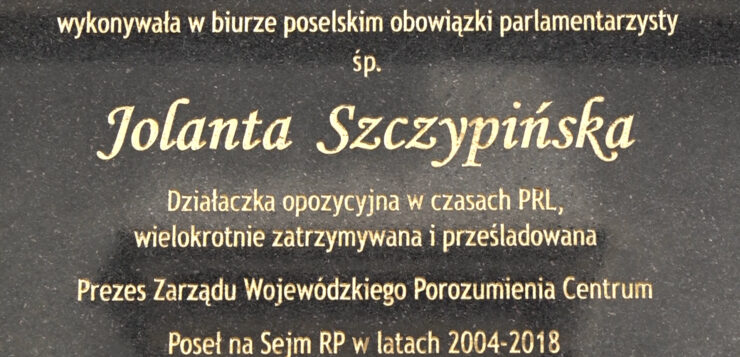 wykonywała w biurze poselskim obowiązki parlamentarzysty
śp.
Jolanta Szczypińska
Działaczka opozycyjna w czasach PRL,
wielokrotnie zatrzymywana i prześladowana
Prezes Zarządu Wojewódzkiego Porozumienia Centrum
Poseł na Sejm RP w latach 2004-2018